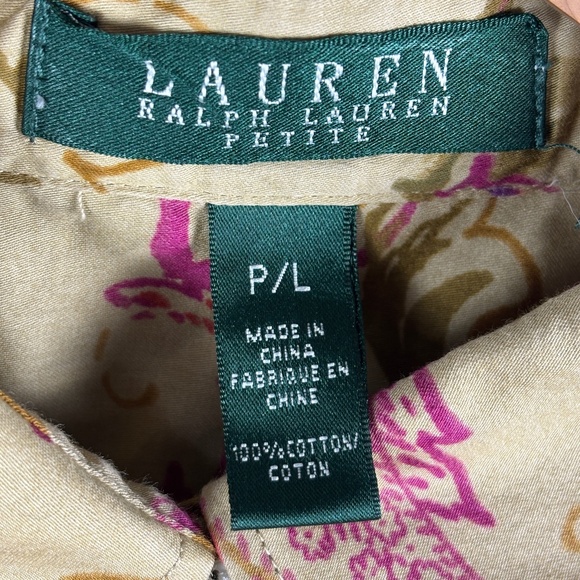 LAUREN
RALPH LAUREN
PETITE
P/L
MADE IN
CHINA
FABRIQUE EN
CHINE
100%COTTON/
COTON